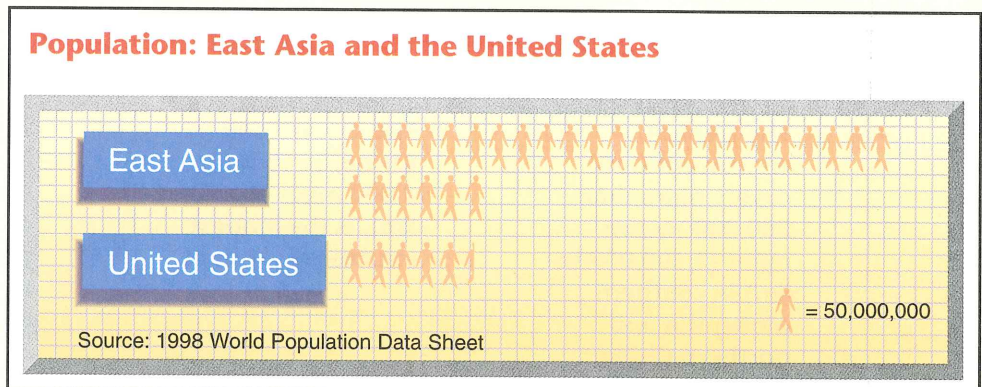 Population: East Asia and the United States
East Asia
United States
= 50,000,000
Source: 1998 World Population Data Sheet